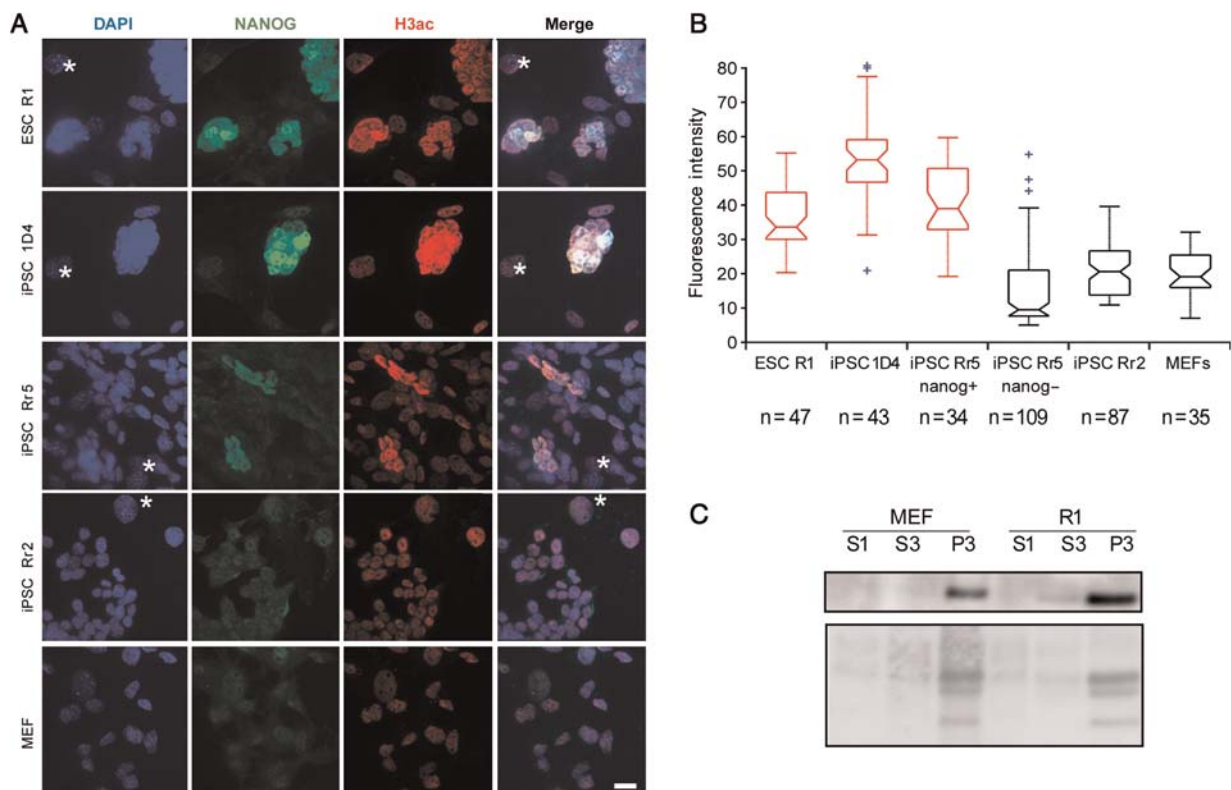 A
DAPI NANOG H3ac Merge
ESC R1
iPSC 1D4
iPSC Rr5
iPSC Rr2
MEF
* * * * * * * *
B
Fluorescence intensity
80
70
60
50
40
30
20
10
0
ESC R1 iPSC1D4 iPSC Rr5 iPSC Rr5 iPSC Rr2 MEFs
nanog+ nanog−
n=47 n=43 n=34 n=109 n=87 n=35
C
MEF R1
S1 S3 P3 S1 S3 P3